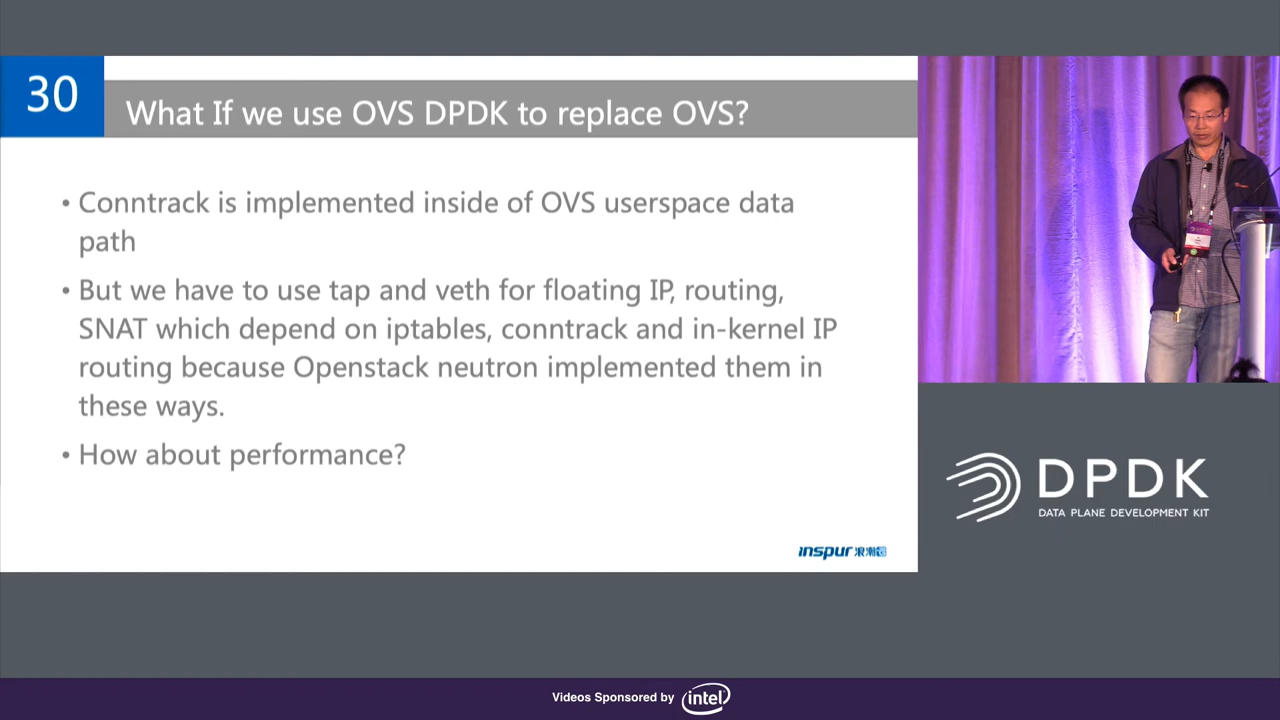 30
What If we use OVS DPDK to replace OVS?
• Conntrack is implemented inside of OVS userspace data
path
• But we have to use tap and veth for floating IP, routing,
SNAT which depend on iptables, conntrack and in-kernel IP
routing because Openstack neutron implemented them in
these ways.
• How about performance?
inspur 浪潮
DPDK
DATA PLANE DEVELOPMENT KIT
Videos Sponsored by intel